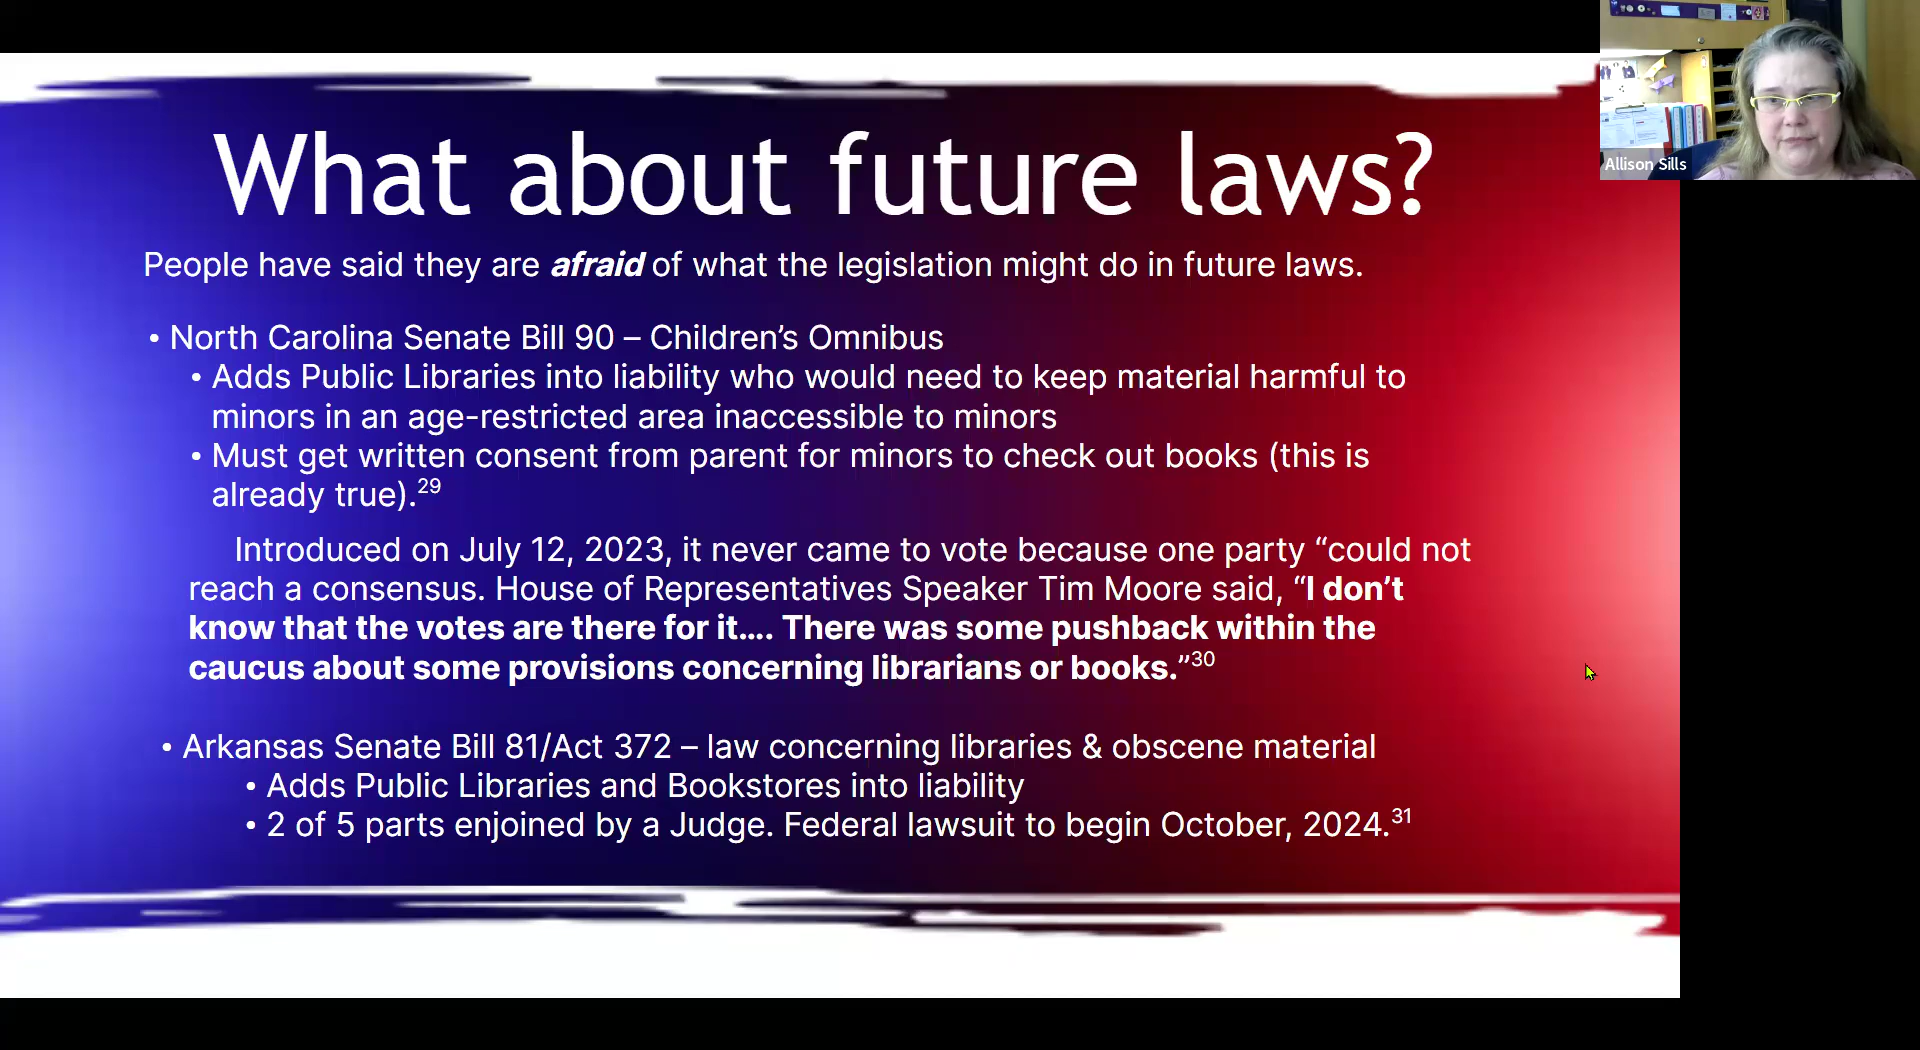 What about future laws?
People have said they are afraid of what the legislation might do in future laws.
• North Carolina Senate Bill 90 – Children’s Omnibus
• Adds Public Libraries into liability who would need to keep material harmful to
minors in an age-restricted area inaccessible to minors
• Must get written consent from parent for minors to check out books (this is
already true).29
Introduced on July 12, 2023, it never came to vote because one party “could not
reach a consensus. House of Representatives Speaker Tim Moore said, “I don’t
know that the votes are there for it.... There was some pushback within the
caucus about some provisions concerning librarians or books.”30
• Arkansas Senate Bill 81/Act 372 – law concerning libraries & obscene material
• Adds Public Libraries and Bookstores into liability
• 2 of 5 parts enjoined by a Judge. Federal lawsuit to begin October, 2024.31
Allison Sills